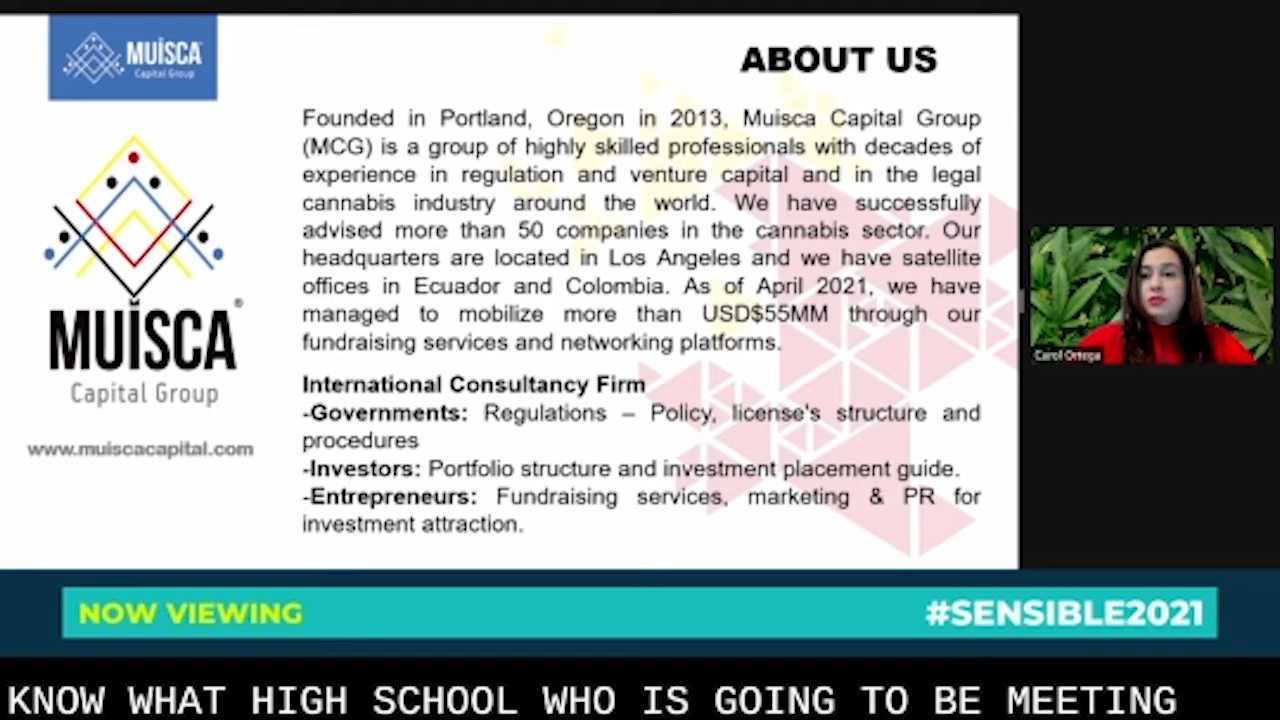 MUÏSCA
Capital Group
ABOUT US
Founded in Portland, Oregon in 2013, Muisca Capital Group
(MCG) is a group of highly skilled professionals with decades of
experience in regulation and venture capital and in the legal
cannabis industry around the world. We have successfully
advised more than 50 companies in the cannabis sector. Our
headquarters are located in Los Angeles and we have satellite
offices in Ecuador and Colombia. As of April 2021, we have
managed to mobilize more than USD$55MM through our
fundraising services and networking platforms.
International Consultancy Firm
-Governments: Regulations – Policy, license's structure and
procedures
-Investors: Portfolio structure and investment placement guide.
-Entrepreneurs: Fundraising services, marketing & PR for
investment attraction.
MUÏSCA®
Capital Group
www.muiscacapital.com
Carol Ortega
NOW VIEWING
#SENSIBLE2021
KNOW WHAT HIGH SCHOOL WHO IS GOING TO BE MEETING